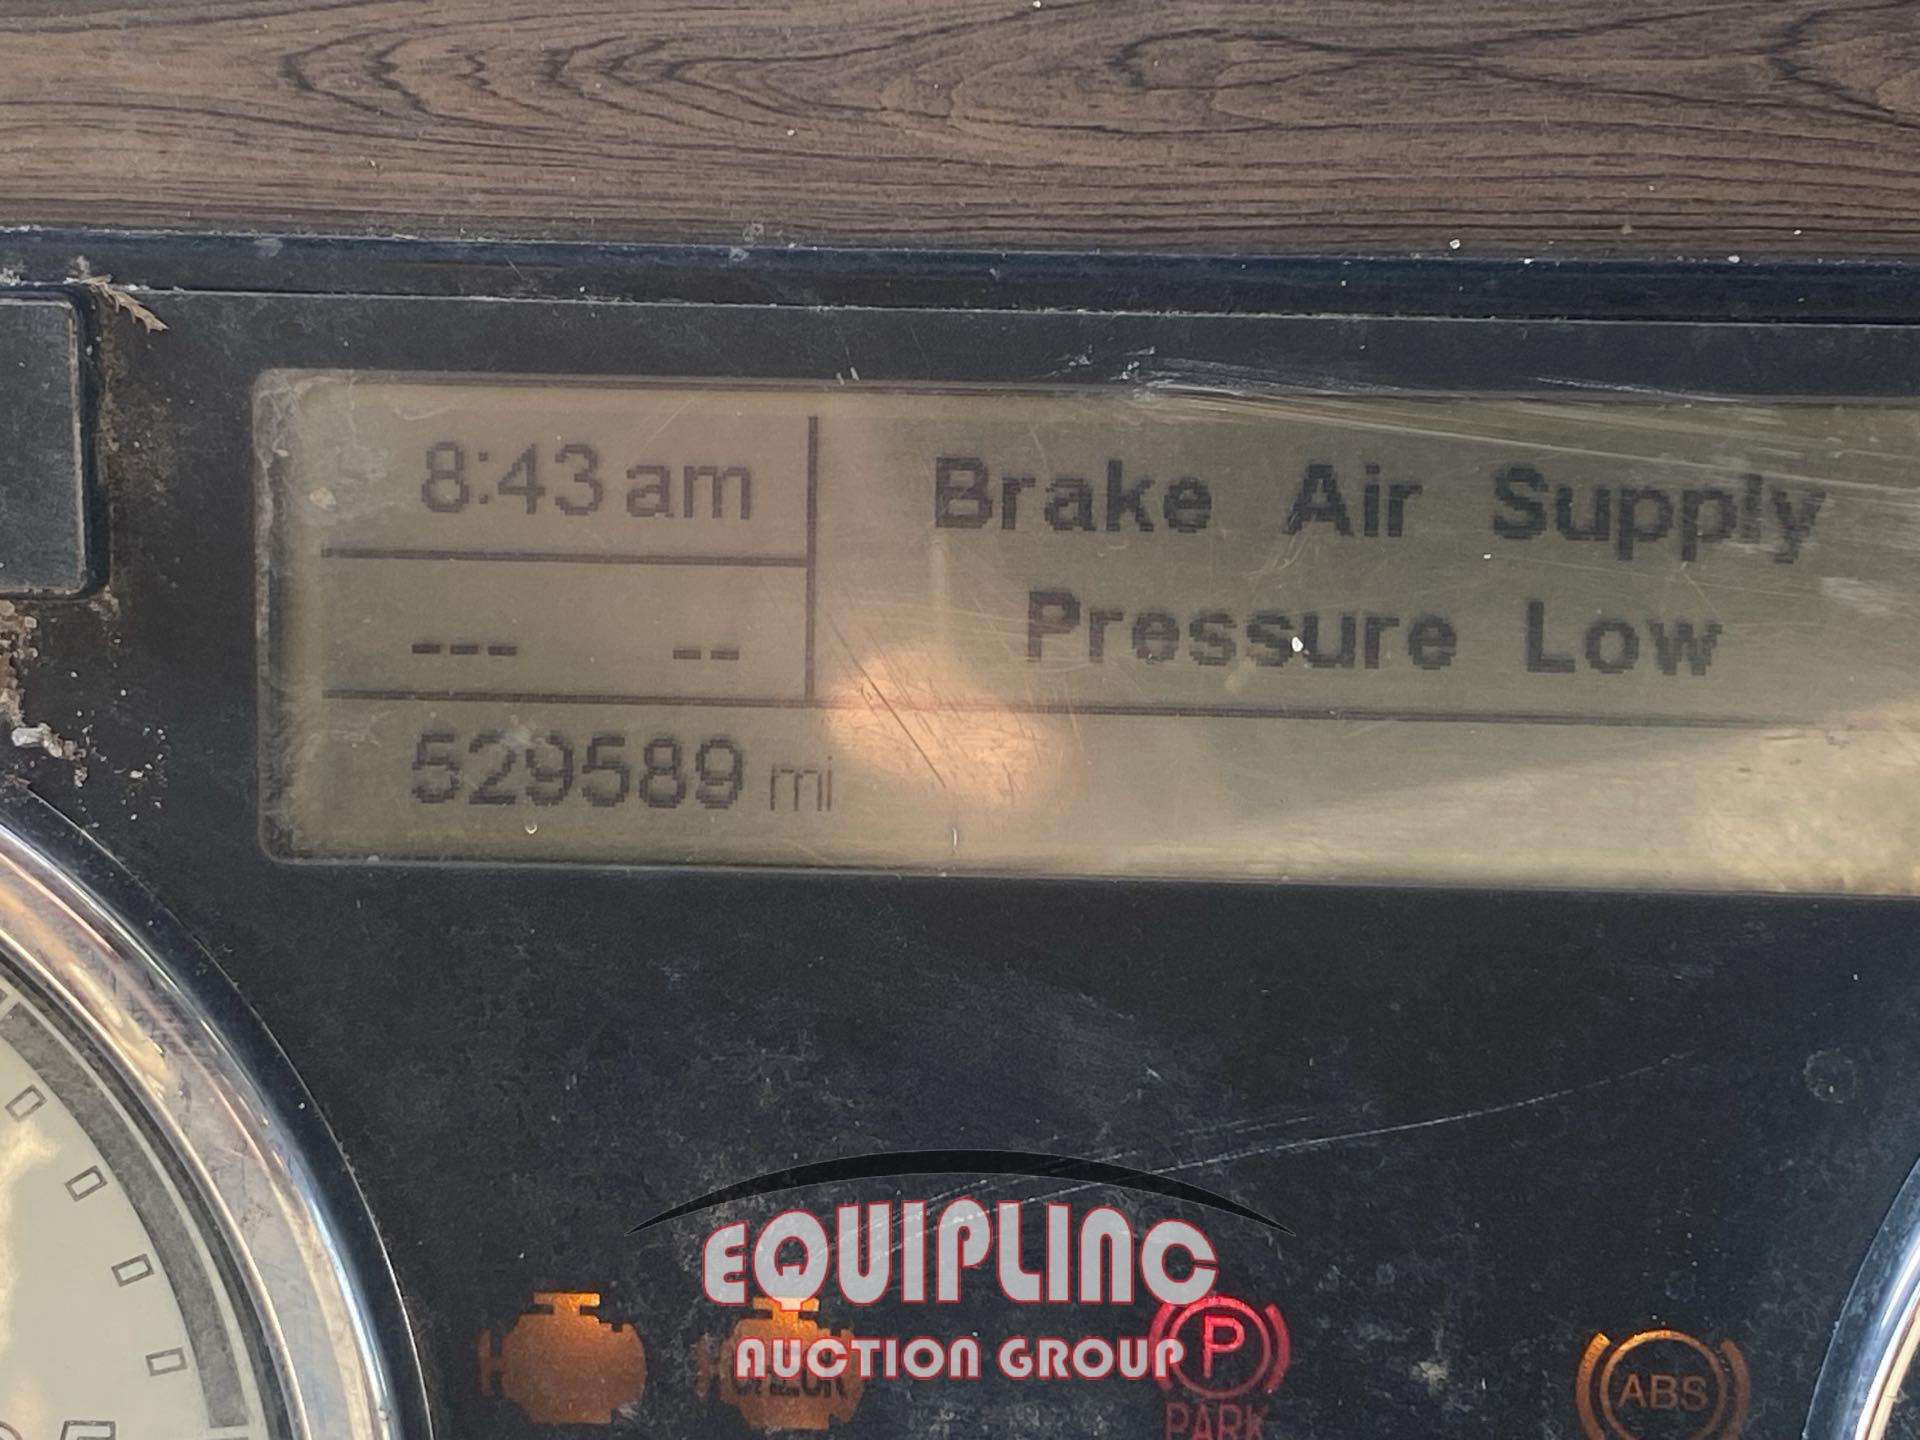 8:43 am
Brake Air Supply
Pressure Low
--- --
529589 mi
EQUIPLINC
AUCTION GROUP
P
PARK
ABS